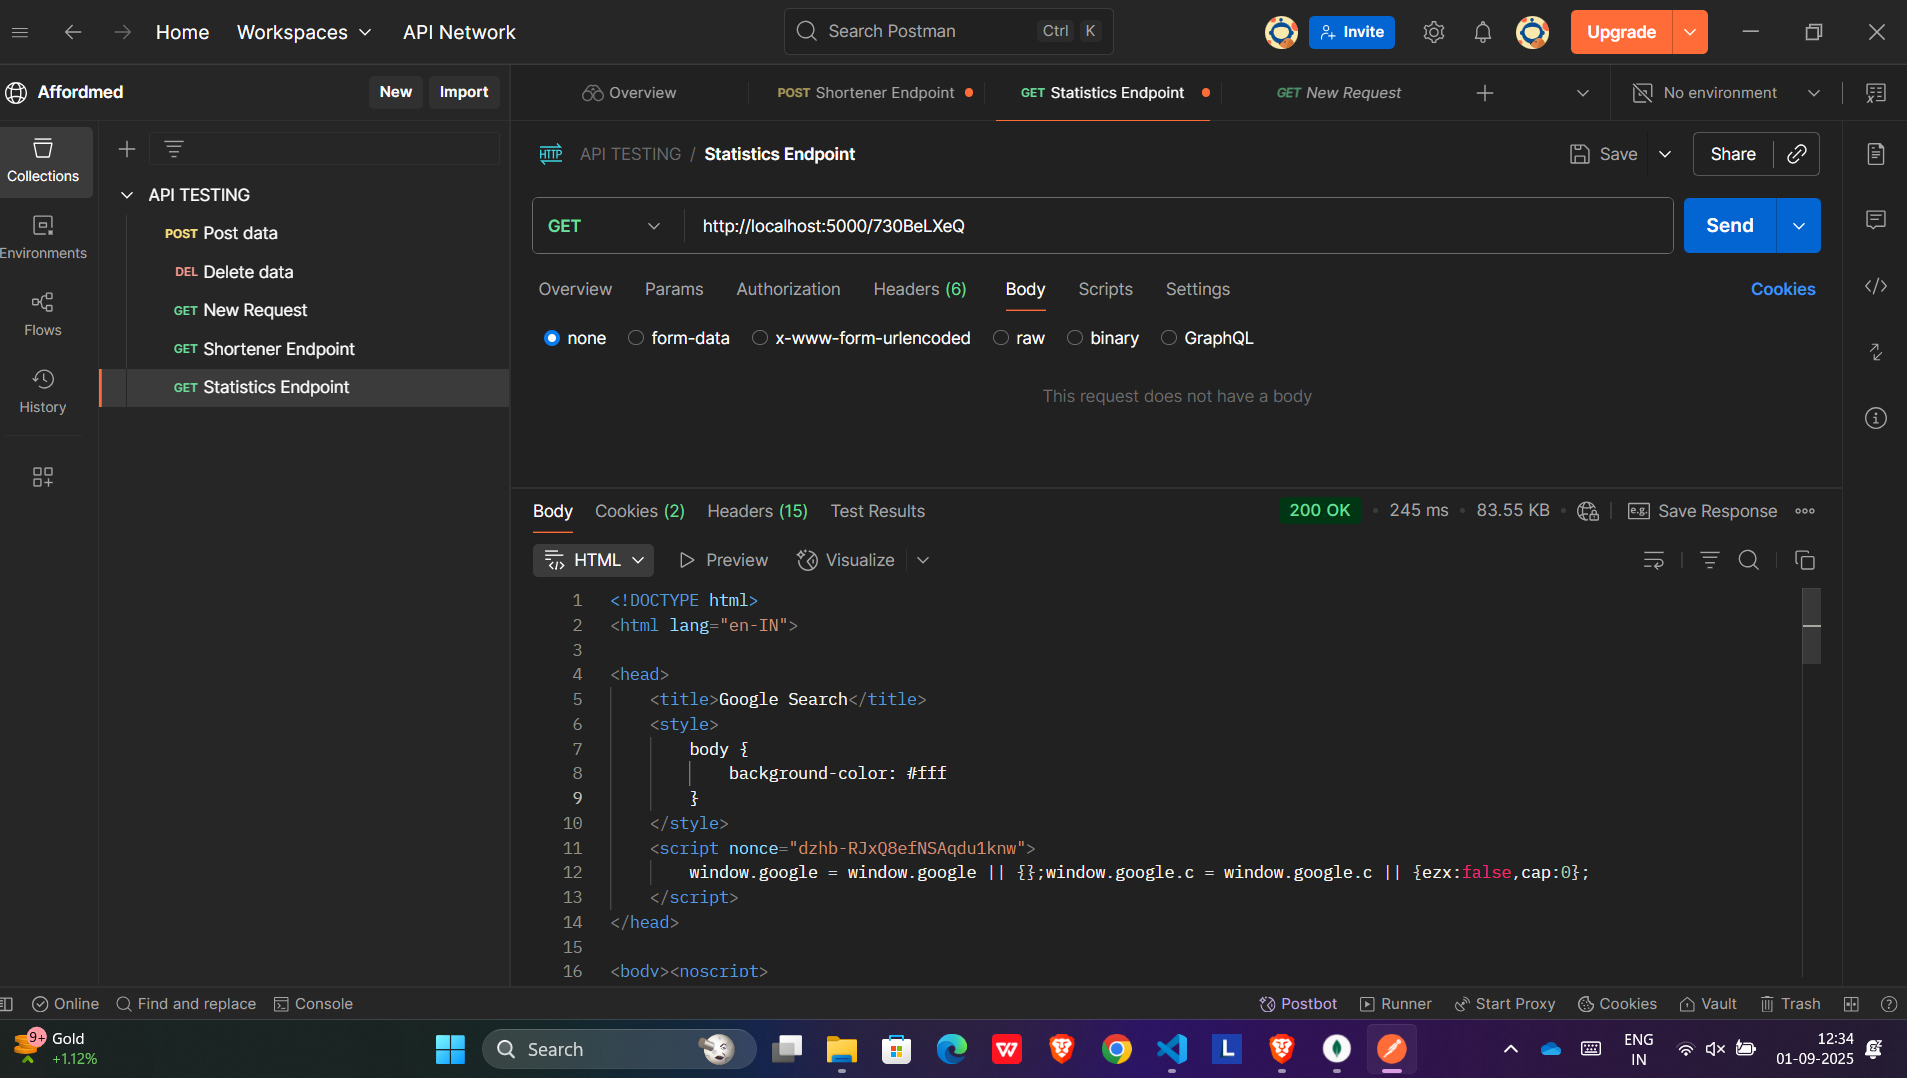 Home
Workspaces
API Network
Search Postman
Ctrl
K
Invite
Upgrade
Affordmed
New
Import
Overview
POST Shortener Endpoint
GET Statistics Endpoint
GET New Request
No environment
Collections
Environments
Flows
History
API TESTING
POST Post data
DEL Delete data
GET New Request
GET Shortener Endpoint
GET Statistics Endpoint
HTTP API TESTING / Statistics Endpoint
Save
Share
GET
http://localhost:5000/730BeLXeQ
Send
Overview
Params
Authorization
Headers (6)
Body
Scripts
Settings
Cookies
none
form-data
x-www-form-urlencoded
raw
binary
GraphQL
This request does not have a body
Body
Cookies (2)
Headers (15)
Test Results
200 OK
245 ms
83.55 KB
e.g. Save Response
HTML
Preview
Visualize
1 <!DOCTYPE html>
2 <html lang="en-IN">
3
4 <head>
5 <title>Google Search</title>
6 <style>
7 body {
8 background-color: #fff
9 }
10 </style>
11 <script nonce="dzhb-RJxQ8efNSAqdu1knw">
12 window.google = window.google || {};window.google.c = window.google.c || {ezx:false,cap:0};
13 </script>
14 </head>
15
16 <body><noscript>
Online
Find and replace
Console
Postbot
Runner
Start Proxy
Cookies
Vault
Trash
9+
Gold
+1.12%
Search
W
L
ENG
IN
12:34
01-09-2025